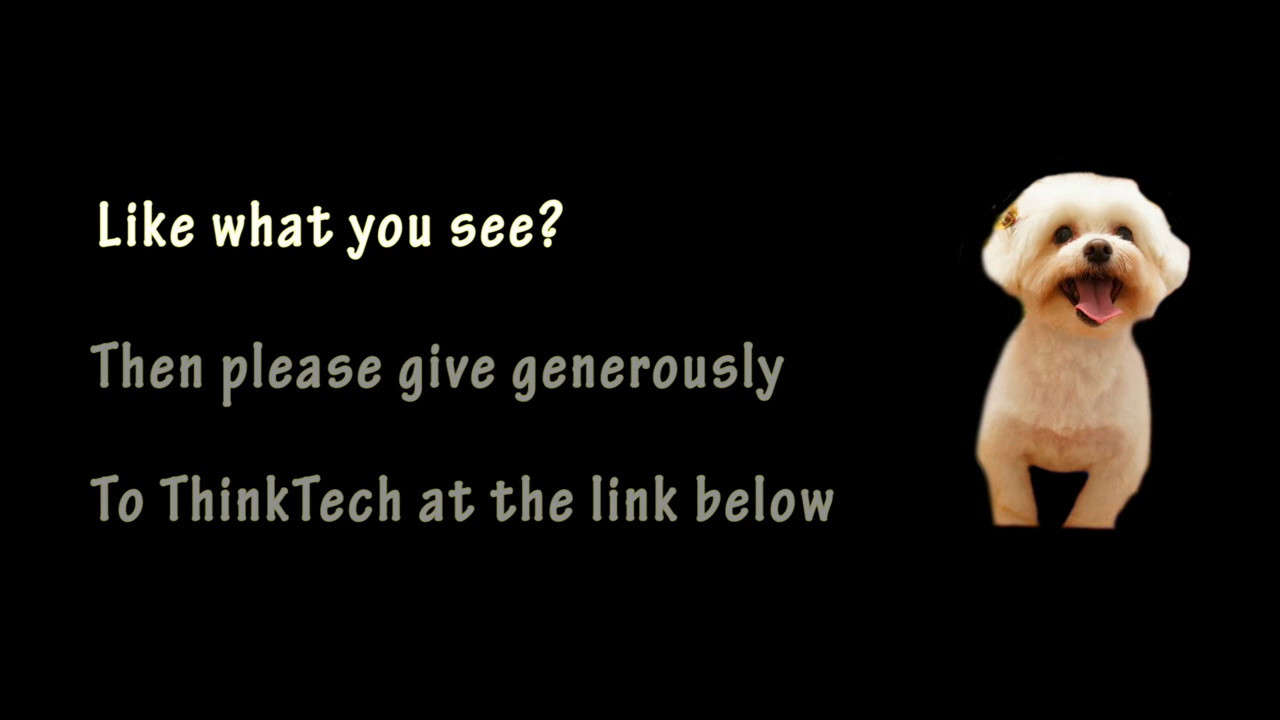 Like what you see?
Then please give generously
To ThinkTech at the link below